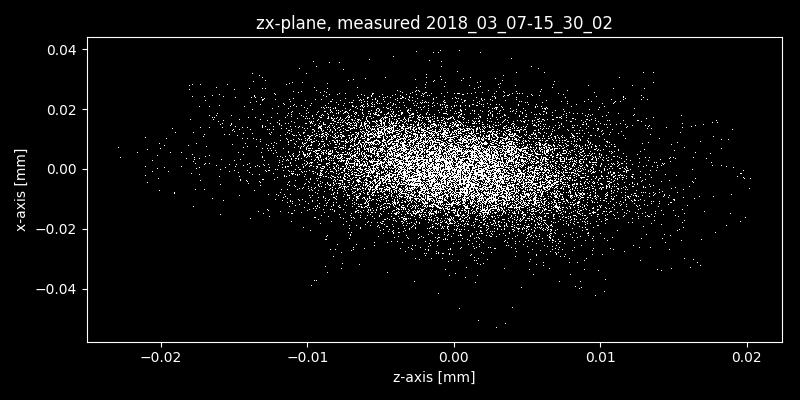 zx-plane, measured 2018_03_07-15_30_02
0.04
0.02
0.00
−0.02
−0.04
x-axis [mm]
−0.02 −0.01 0.00 0.01 0.02
z-axis [mm]